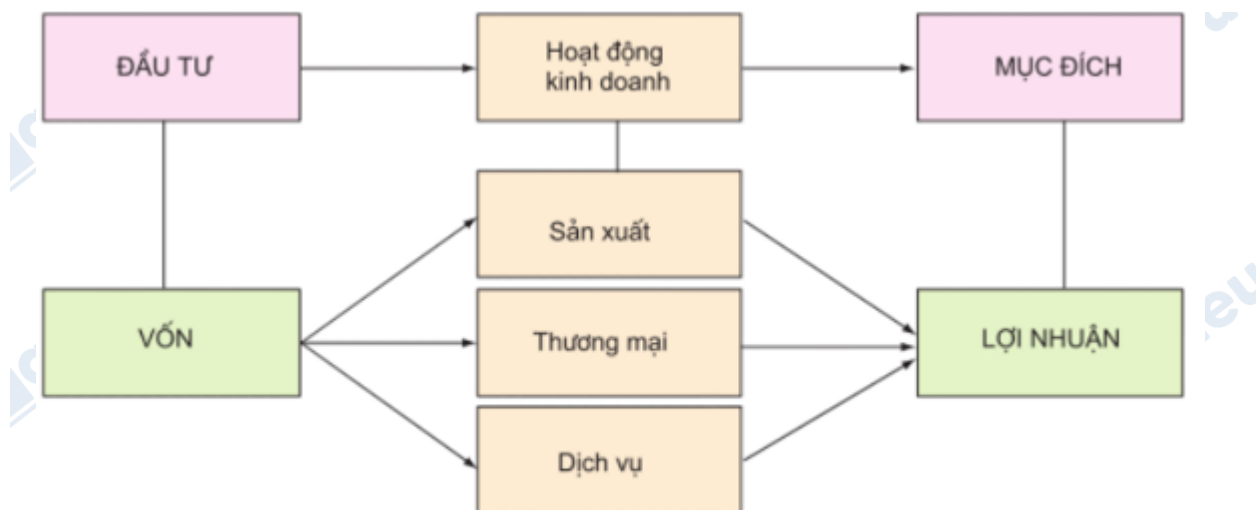 ĐẦU TƯ
Hoạt động
kinh doanh
MỤC ĐÍCH
Sản xuất
VỐN
Thương mại
LỢI NHUẬN
Dịch vụ